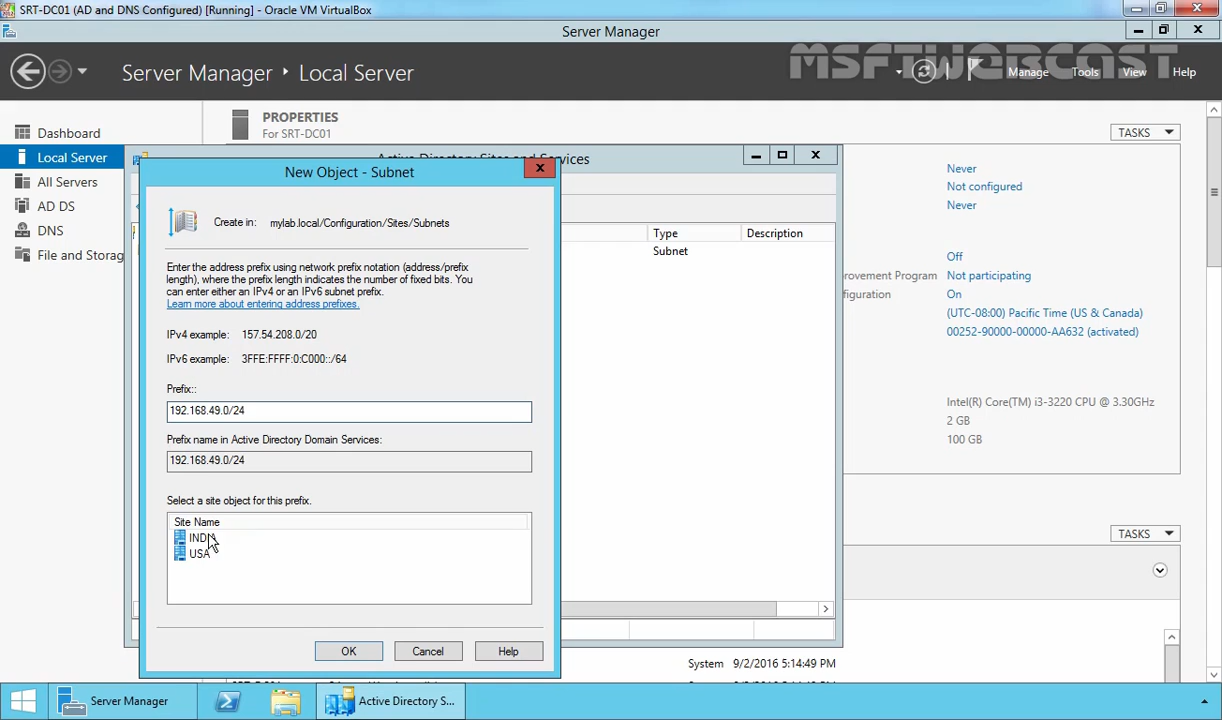 SRT-DC01 (AD and DNS Configured) [Running] - Oracle VM VirtualBox
Server Manager
MSFTWEBCAST
Server Manager ‣ Local Server
Manage Tools View Help
Dashboard
Local Server
All Servers
AD DS
DNS
File and Storag
PROPERTIES
For SRT-DC01
TASKS
Active Directory Sites and Services
Type Description
Subnet
New Object - Subnet
Create in: mylab.local/Configuration/Sites/Subnets
Enter the address prefix using network prefix notation (address/prefix
length), where the prefix length indicates the number of fixed bits. You
can enter either an IPv4 or an IPv6 subnet prefix.
Learn more about entering address prefixes.
IPv4 example: 157.54.208.0/20
IPv6 example: 3FFE:FFFF:0:C000::/64
Prefix::
192.168.49.0/24
Prefix name in Active Directory Domain Services:
192.168.49.0/24
Select a site object for this prefix.
Site Name
INDIA
USA
OK Cancel Help
Never
Not configured
Never
Off
provement Program Not participating
figuration On
(UTC-08:00) Pacific Time (US & Canada)
00252-90000-00000-AA632 (activated)
Intel(R) Core(TM) i3-3220 CPU @ 3.30GHz
2 GB
100 GB
TASKS
System 9/2/2016 5:14:49 PM
Server Manager
Active Directory S...